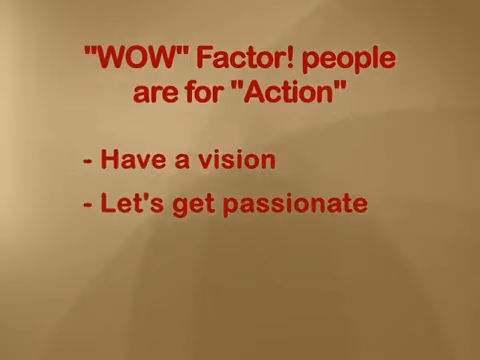 "WOW" Factor! people
are for "Action"
- Have a vision
- Let's get passionate